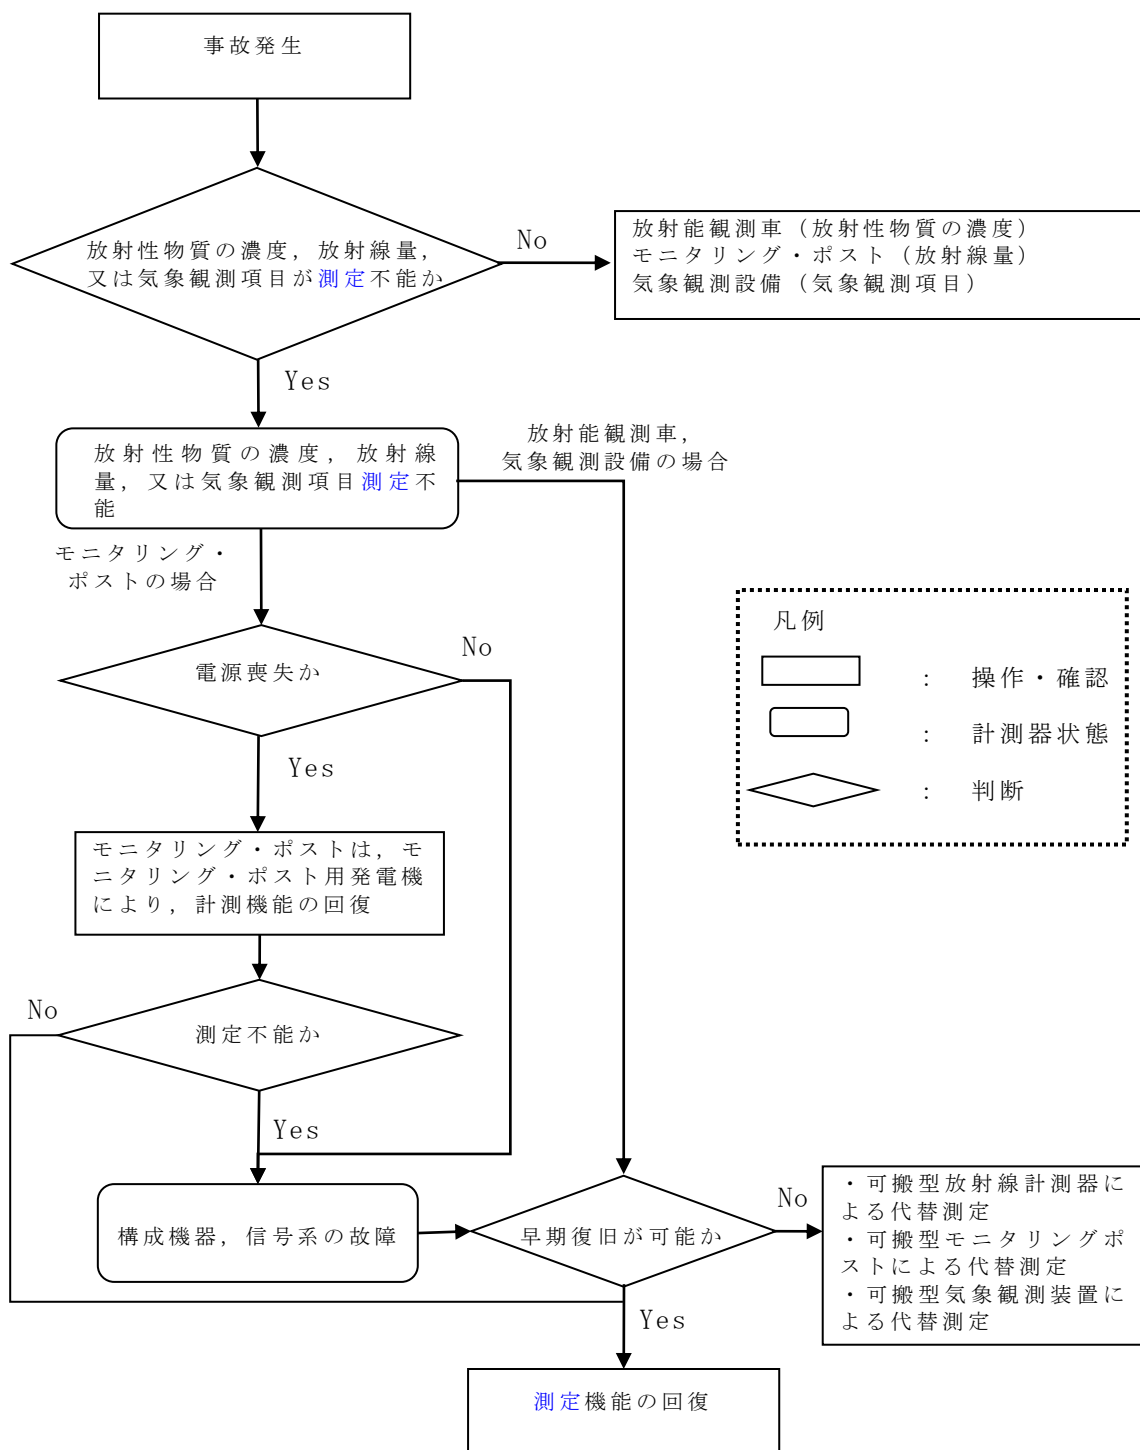 事故発生
放射性物質の濃度，放射線量，
又は気象観測項目が測定不能か
No
放射能観測車（放射性物質の濃度）
モニタリング・ポスト（放射線量）
気象観測設備（気象観測項目）
Yes
放射性物質の濃度，放射線
量，又は気象観測項目測定不
能
放射能観測車，
気象観測設備の場合
モニタリング・
ポストの場合
電源喪失か
No
Yes
凡例
： 操作・確認
： 計測器状態
： 判断
モニタリング・ポストは，モ
ニタリング・ポスト用発電機
により，計測機能の回復
No
測定不能か
Yes
構成機器，信号系の故障
早期復旧が可能か
No
・可搬型放射線計測器に
よる代替測定
・可搬型モニタリングポ
ストによる代替測定
・可搬型気象観測装置に
よる代替測定
Yes
測定機能の回復